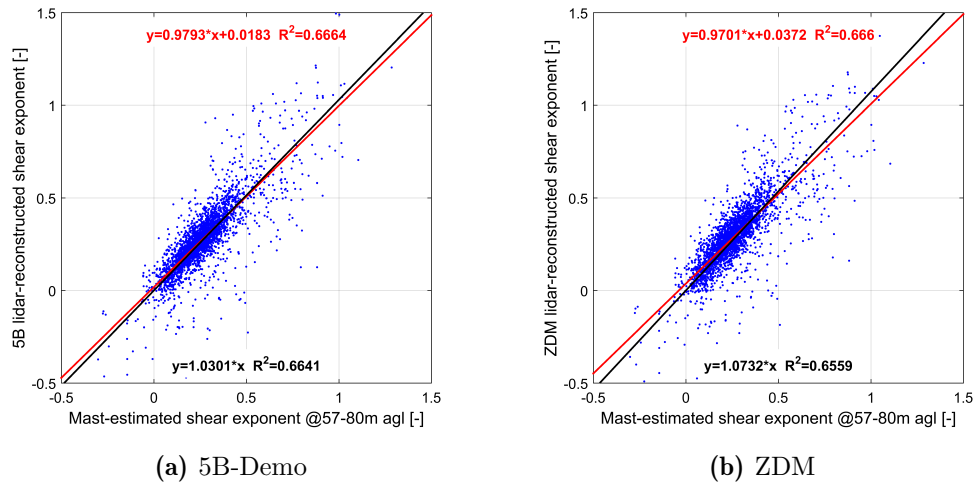 y=0.9793*x+0.0183 R²=0.6664
1.5
1
0.5
0
-0.5
5B lidar-reconstructed shear exponent [-]
y=1.0301*x R²=0.6641
-0.5 0 0.5 1 1.5
Mast-estimated shear exponent @57-80m agl [-]
(a) 5B-Demo
y=0.9701*x+0.0372 R²=0.666
1.5
1
0.5
0
-0.5
ZDM lidar-reconstructed shear exponent [-]
y=1.0732*x R²=0.6559
-0.5 0 0.5 1 1.5
Mast-estimated shear exponent @57-80m agl [-]
(b) ZDM